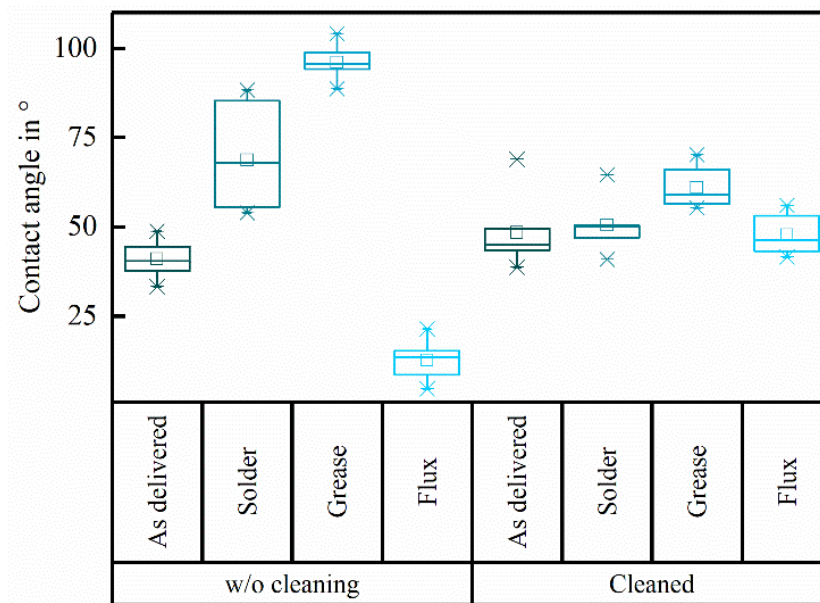 Contact angle in °
100
75
50
25
As delivered
Solder
Grease
Flux
As delivered
Solder
Grease
Flux
w/o cleaning
Cleaned